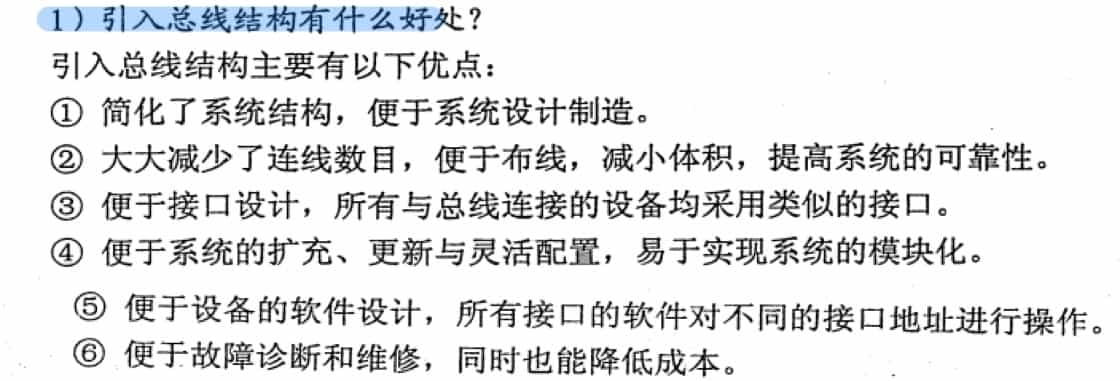 1）引入总线结构有什么好处？
引入总线结构主要有以下优点：
① 简化了系统结构，便于系统设计制造。
② 大大减少了连线数目，便于布线，减小体积，提高系统的可靠性。
③ 便于接口设计，所有与总线连接的设备均采用类似的接口。
④ 便于系统的扩充、更新与灵活配置，易于实现系统的模块化。
⑤ 便于设备的软件设计，所有接口的软件对不同的接口地址进行操作。
⑥ 便于故障诊断和维修，同时也能降低成本。